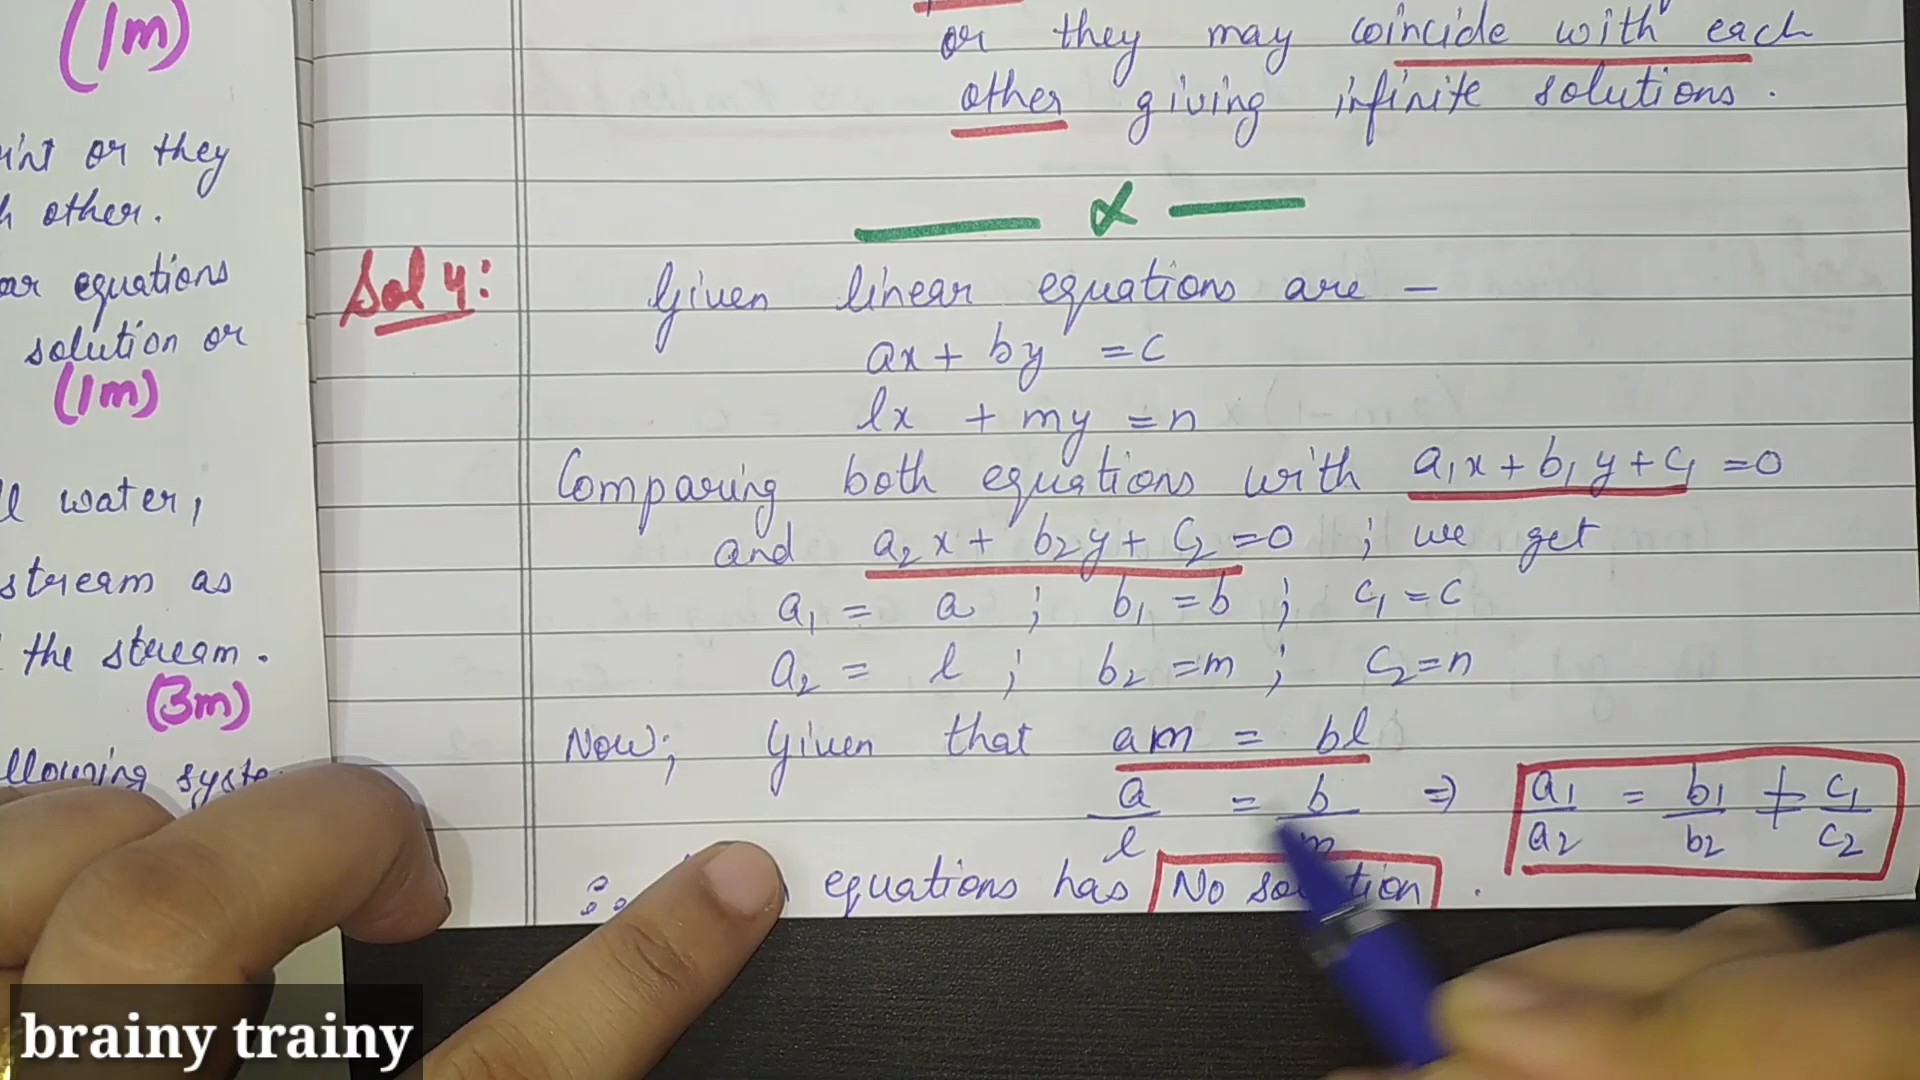 (1m)
int or they
h other.
ar equations
solution or
(1m)
l water,
stream as
the stream.
(3m)
llowing syste
or they may coincide with each
other giving infinite solutions.
∝
Sol 4:
Given linear equations are –
ax + by = c
lx + my = n
Comparing both equations with a₁x + b₁y + c₁ = 0
and a₂x + b₂y + c₂ = 0 ; we get
a₁ = a ; b₁ = b ; c₁ = c
a₂ = l ; b₂ = m ; c₂ = n
Now; Given that am = bl
a/l = b/m ⇒ a₁/a₂ = b₁/b₂ ≠ c₁/c₂
equations has No solution.
brainy trainy